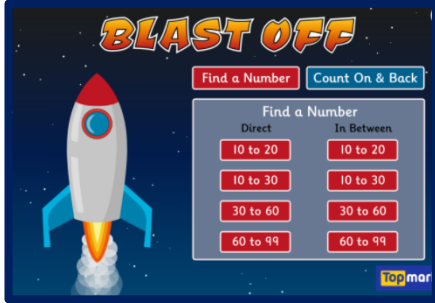 BLAST OFF
Find a Number Count On & Back
Find a Number
Direct In Between
10 to 20 10 to 20
10 to 30 10 to 30
30 to 60 30 to 60
60 to 99 60 to 99
Topmar